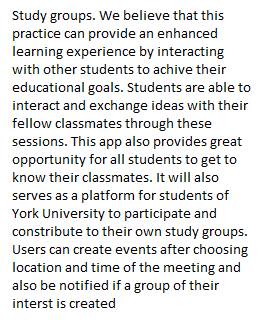 Study groups. We believe that this
practice can provide an enhanced
learning experience by interacting
with other students to achive their
educational goals. Students are able to
interact and exchange ideas with their
fellow classmates through these
sessions. This app also provides great
opportunity for all students to get to
know their classmates. It will also
serves as a platform for students of
York University to participate and
constribute to their own study groups.
Users can create events after choosing
location and time of the meeting and
also be notified if a group of their
interst is created